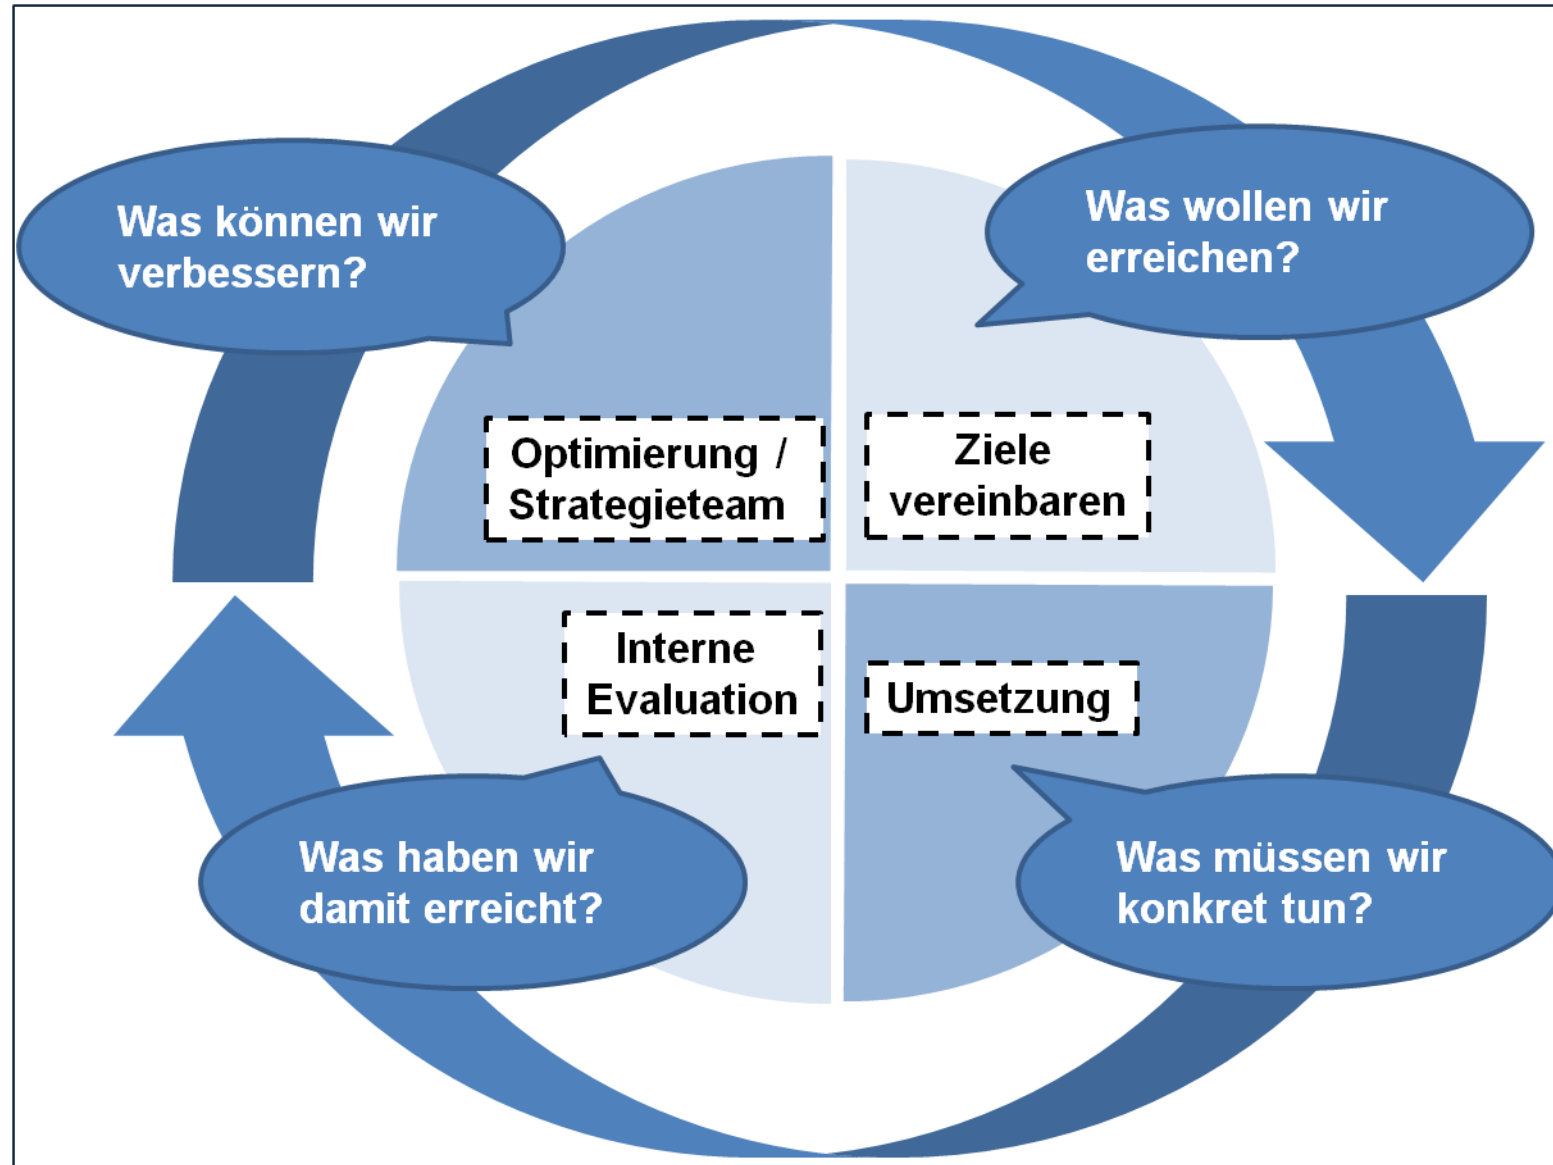 Was können wir
verbessern?
Was wollen wir
erreichen?
Optimierung /
Strategieteam
Ziele
vereinbaren
Interne
Evaluation
Umsetzung
Was haben wir
damit erreicht?
Was müssen wir
konkret tun?